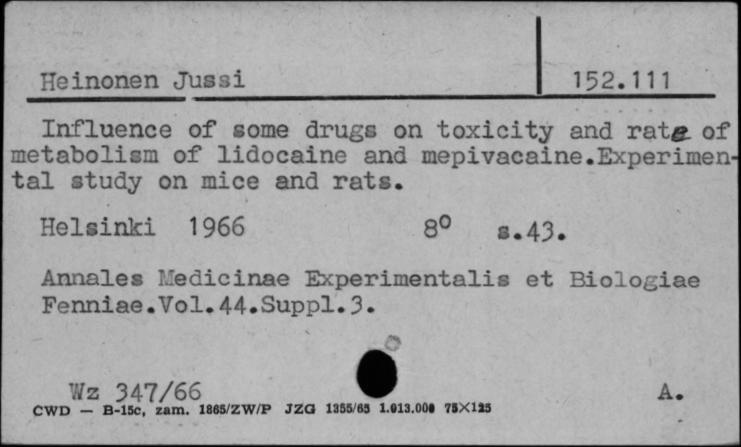 Heinonen Jussi 152.111
Influence of some drugs on toxicity and rate of
metabolism of lidocaine and mepivacaine.Experimen-
tal study on mice and rats.
Helsinki 1966 8º s.43.
Annales Medicinae Experimentalis et Biologiae
Fenniae.Vol.44.Suppl.3.
Wz 347/66 A.
CWD — B-15c, zam. 1865/ZW/P JZG 1355/65 1.013.000 75X125